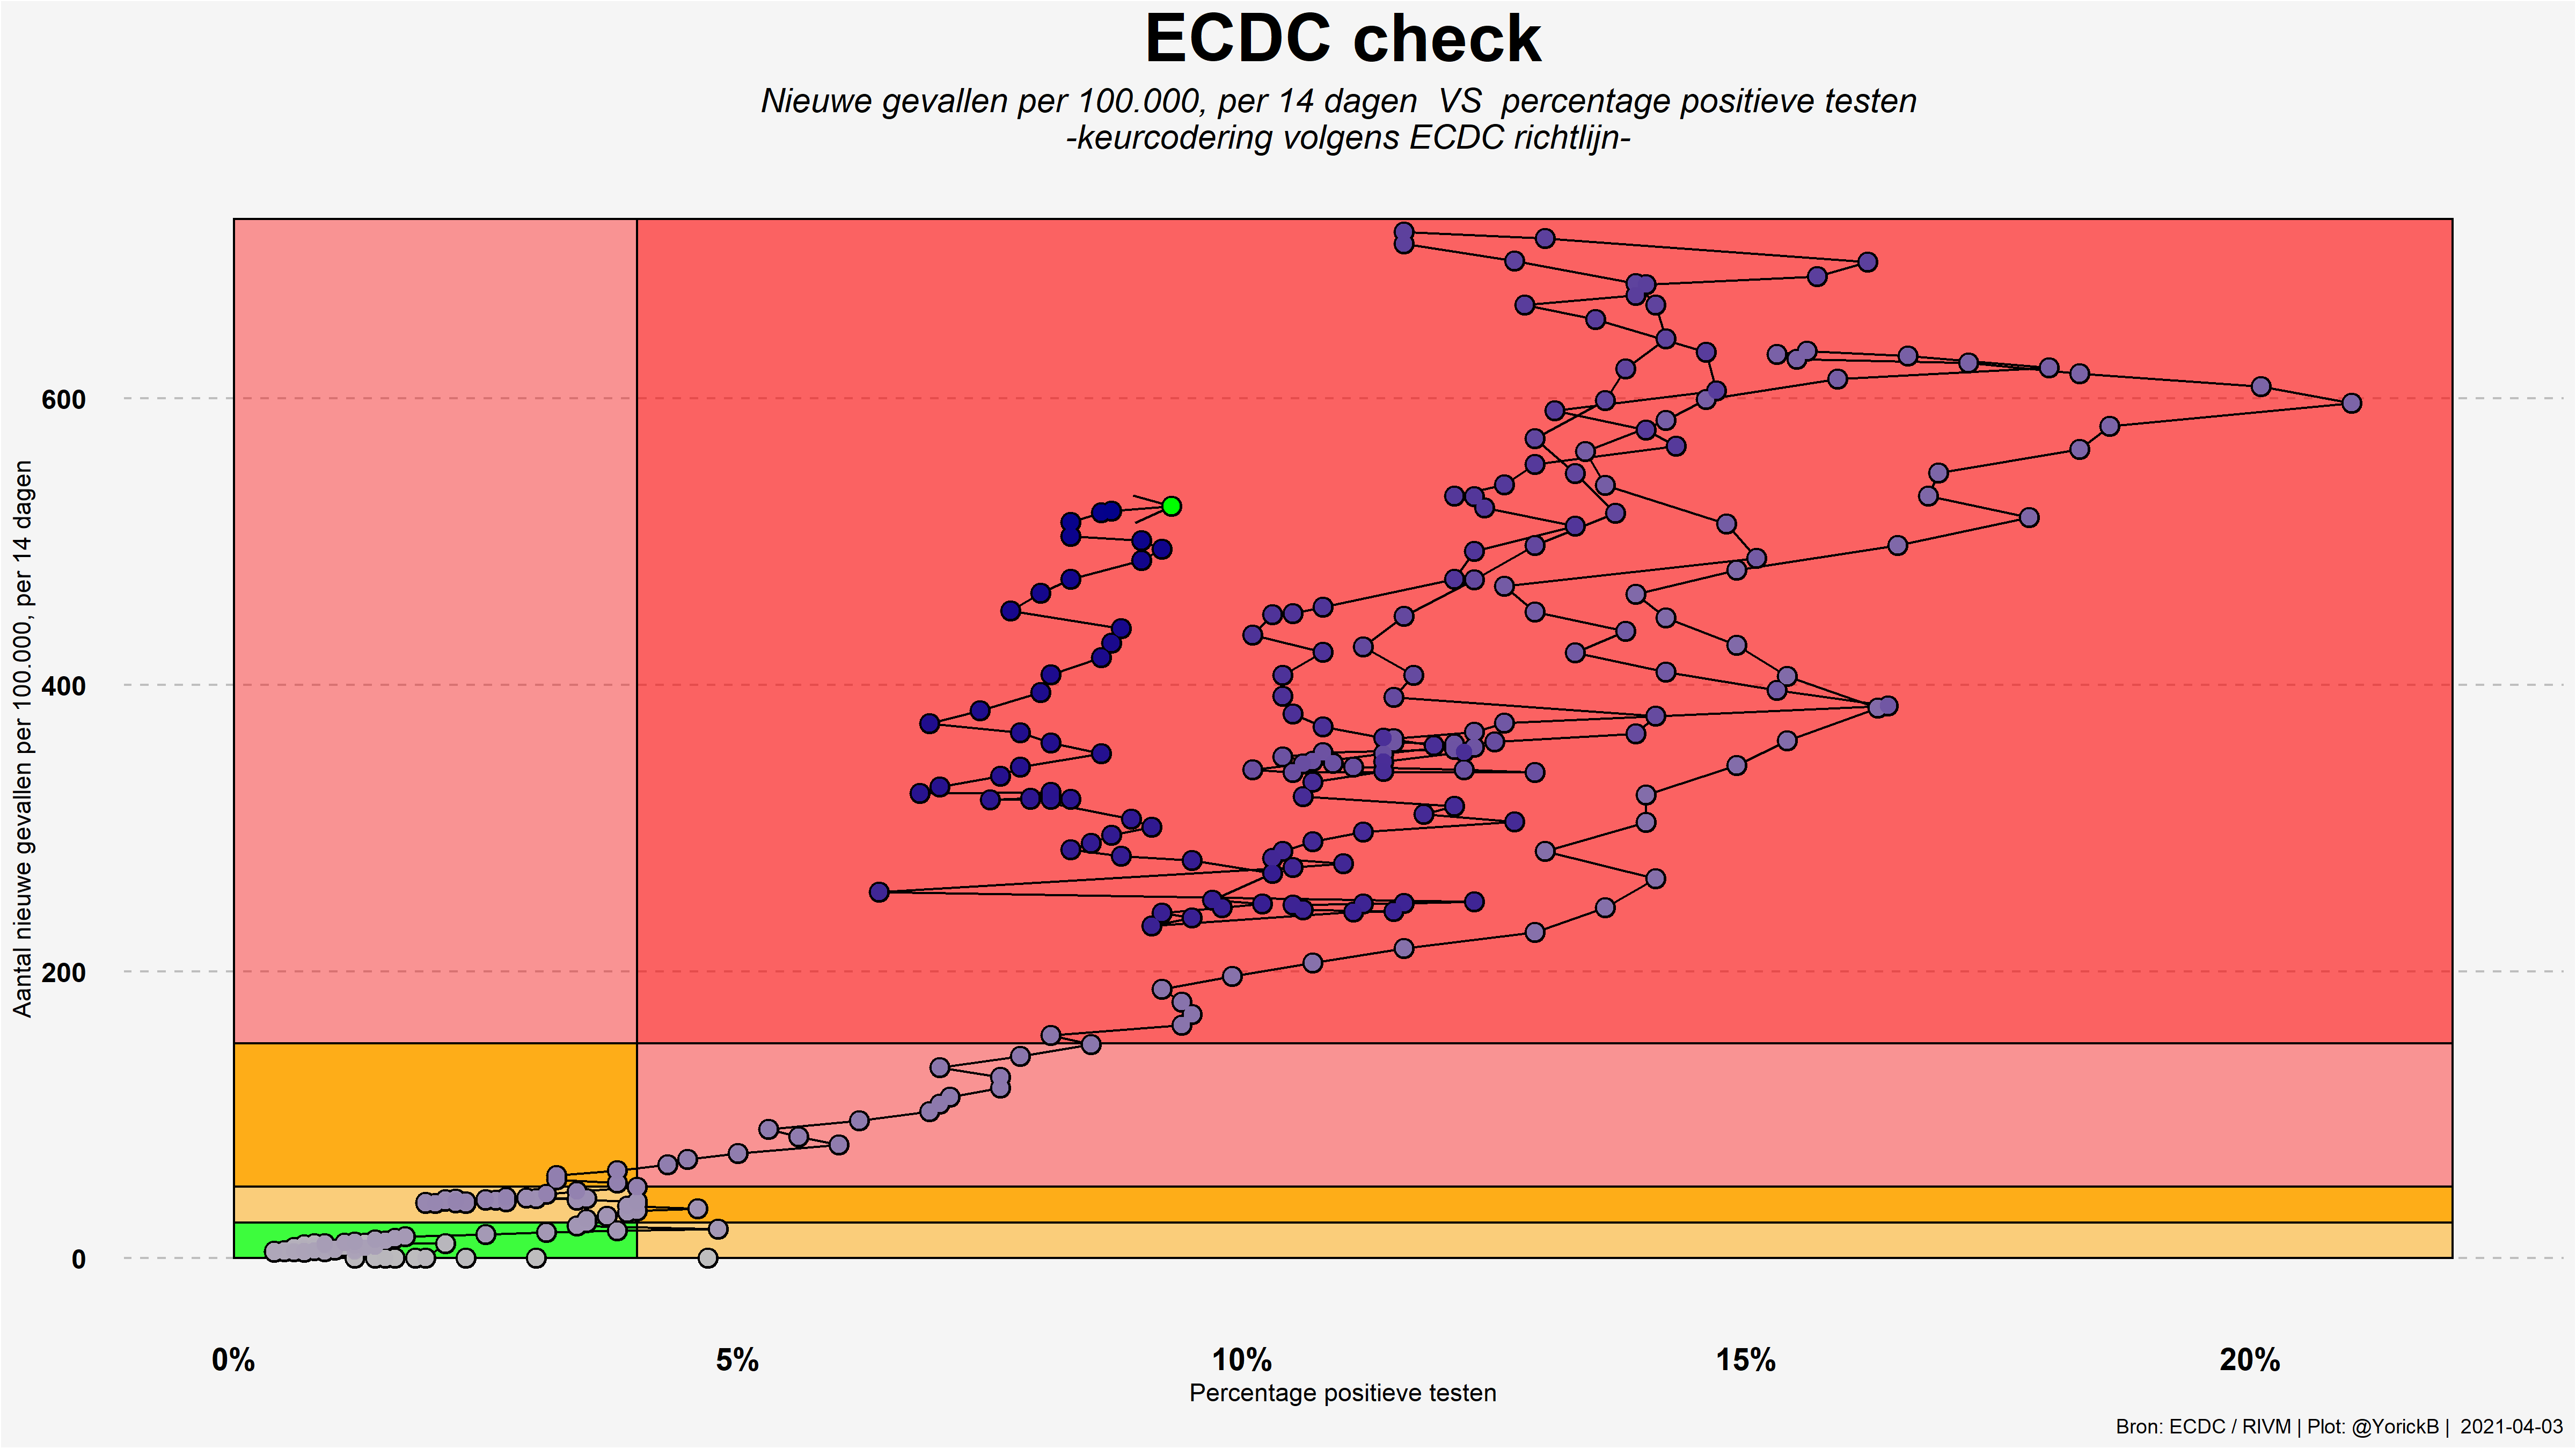 ECDC check
Nieuwe gevallen per 100.000, per 14 dagen  VS  percentage positieve testen
-keurcodering volgens ECDC richtlijn-
Aantal nieuwe gevallen per 100.000, per 14 dagen
600
400
200
0
0%
5%
10%
15%
20%
Percentage positieve testen
Bron: ECDC / RIVM | Plot: @YorickB |  2021-04-03